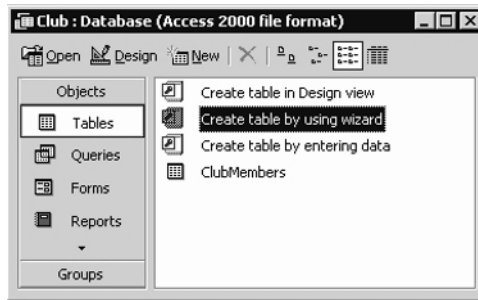 Club : Database (Access 2000 file format)
Open Design New
Objects
Tables
Queries
Forms
Reports
Groups
Create table in Design view
Create table by using wizard
Create table by entering data
ClubMembers